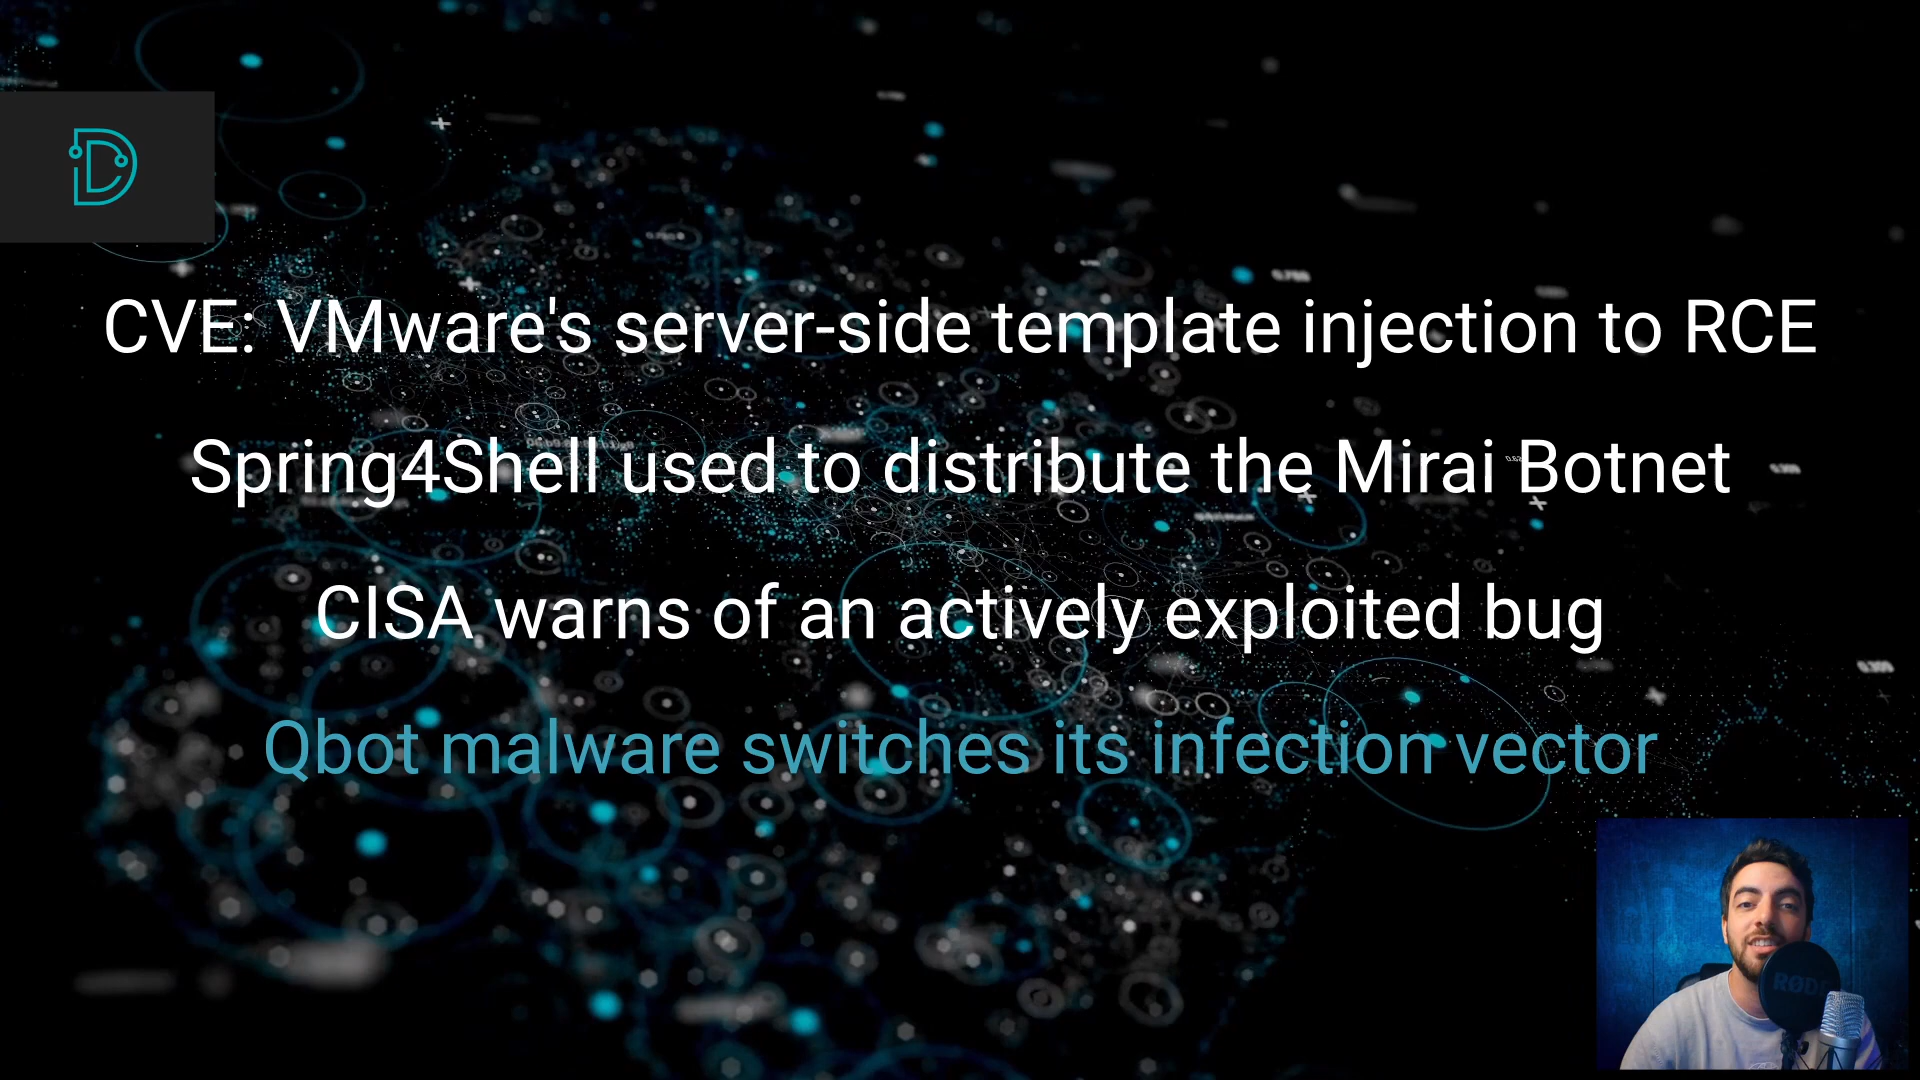 CVE: VMware's server-side template injection to RCE
Spring4Shell used to distribute the Mirai Botnet
CISA warns of an actively exploited bug
Qbot malware switches its infection vector
RØDE